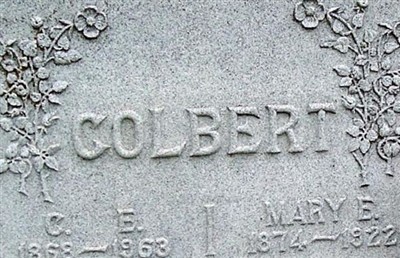 COLBERT
C. E. MARY E.
1868–1963 1874–1922